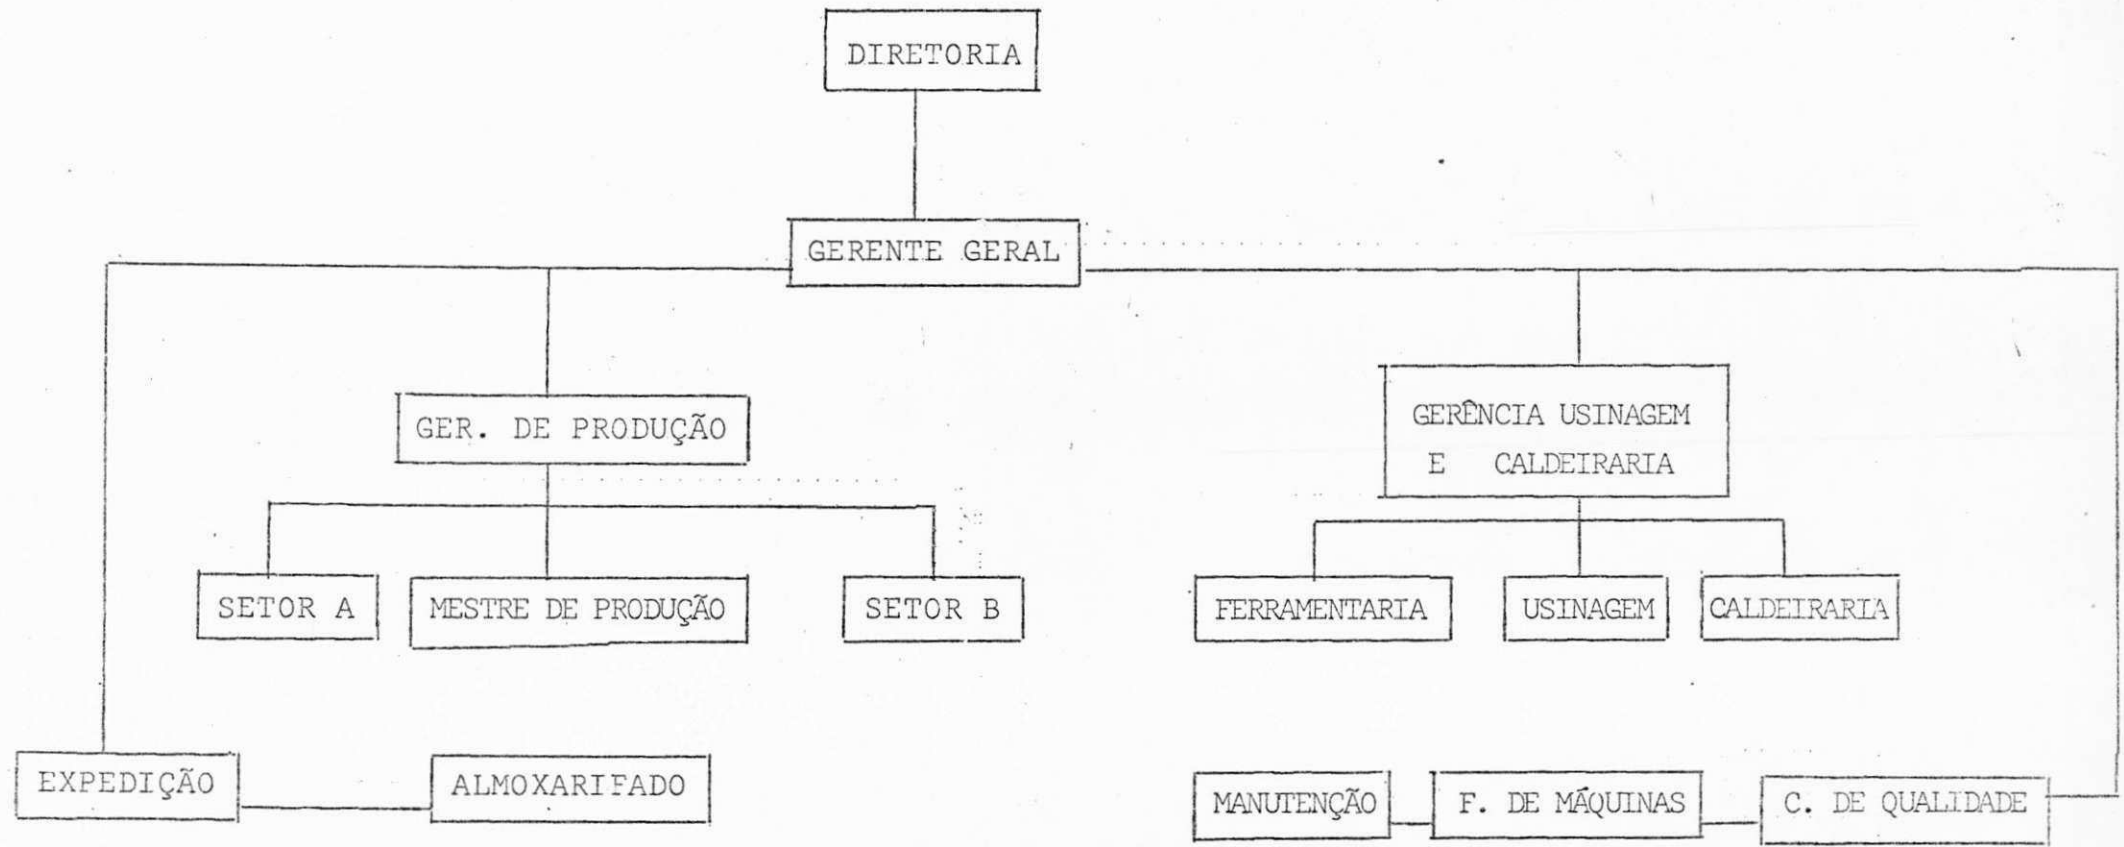 DIRETORIA
GERENTE GERAL
GER. DE PRODUÇÃO
GERÊNCIA USINAGEM
E CALDEIRARIA
SETOR A
MESTRE DE PRODUÇÃO
SETOR B
FERRAMENTARIA
USINAGEM
CALDEIRARIA
EXPEDIÇÃO
ALMOXARIFADO
MANUTENÇÃO
F. DE MÁQUINAS
C. DE QUALIDADE